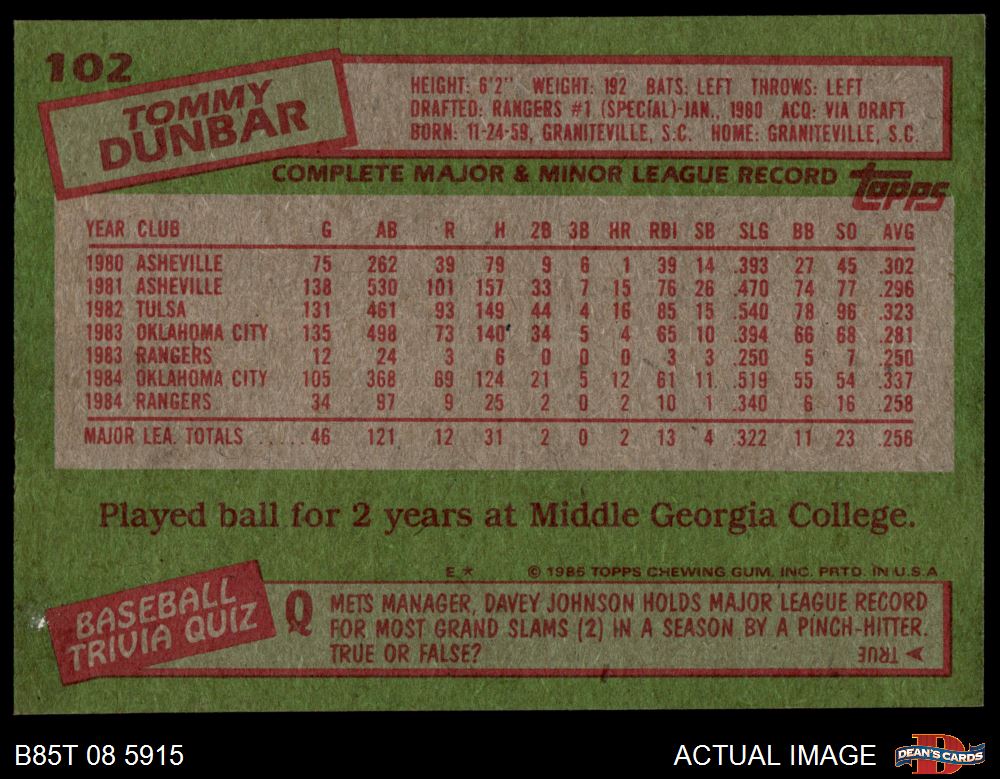 102
TOMMY
DUNBAR
HEIGHT: 6'2" WEIGHT: 192 BATS: LEFT THROWS: LEFT
DRAFTED: RANGERS #1 (SPECIAL)-JAN., 1980 ACQ: VIA DRAFT
BORN: 11-24-59, GRANITEVILLE, S.C. HOME: GRANITEVILLE, S.C.
COMPLETE MAJOR & MINOR LEAGUE RECORD topps
YEAR CLUB G AB R H 2B 3B HR RBI SB SLG BB SO AVG
1980 ASHEVILLE 75 262 39 79 9 6 1 39 14 .393 27 45 .302
1981 ASHEVILLE 138 530 101 157 33 7 15 76 26 .470 74 77 .296
1982 TULSA 131 461 93 149 44 4 16 85 15 .540 78 96 .323
1983 OKLAHOMA CITY 135 498 73 140 34 5 4 65 10 .394 66 68 .281
1983 RANGERS 12 24 3 6 0 0 0 3 3 .250 5 7 .250
1984 OKLAHOMA CITY 105 368 69 124 21 5 12 61 11 .519 55 54 .337
1984 RANGERS 34 97 9 25 2 0 2 10 1 .340 6 16 .258
MAJOR LEA. TOTALS ......46 121 12 31 2 0 2 13 4 .322 11 23 .256
Played ball for 2 years at Middle Georgia College.
E * © 1985 TOPPS CHEWING GUM, INC. PRTD. IN U.S.A
BASEBALL
TRIVIA QUIZ
Q METS MANAGER, DAVEY JOHNSON HOLDS MAJOR LEAGUE RECORD
FOR MOST GRAND SLAMS (2) IN A SEASON BY A PINCH-HITTER.
TRUE OR FALSE? TRUE
B85T 08 5915 ACTUAL IMAGE D DEAN'S CARDS